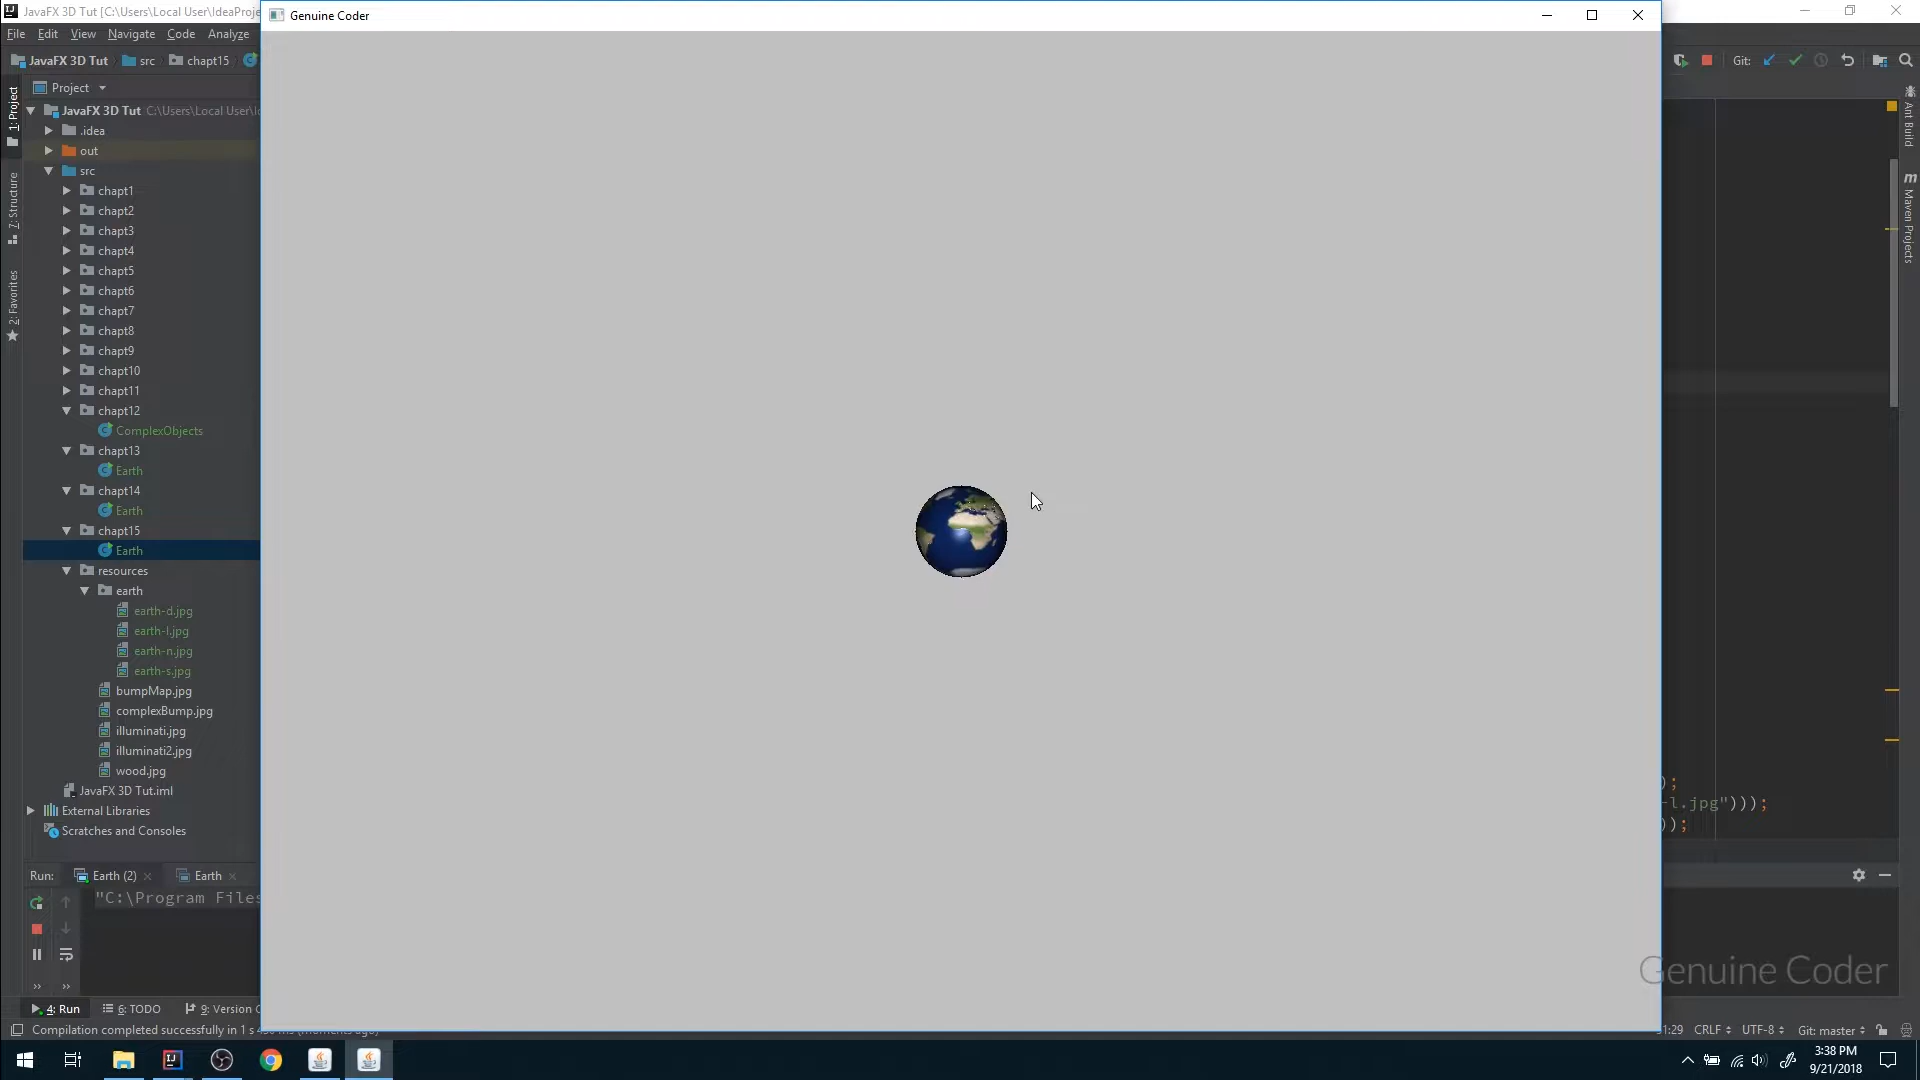 JavaFX 3D Tut [C:\Users\Local User\IdeaProje
Genuine Coder
File Edit View Navigate Code Analyze
JavaFX 3D Tut src chapt15
Git:
Project
1: Project
7: Structure
2: Favorites
Ant Build
Maven Projects
JavaFX 3D Tut C:\Users\Local User\I
.idea
out
src
chapt1
chapt2
chapt3
chapt4
chapt5
chapt6
chapt7
chapt8
chapt9
chapt10
chapt11
chapt12
ComplexObjects
chapt13
Earth
chapt14
Earth
chapt15
Earth
resources
earth
earth-d.jpg
earth-l.jpg
earth-n.jpg
earth-s.jpg
bumpMap.jpg
complexBump.jpg
illuminati.jpg
illuminati2.jpg
wood.jpg
JavaFX 3D Tut.iml
External Libraries
Scratches and Consoles
);
-l.jpg")));
));
Run: Earth (2) Earth
"C:\Program Files
Genuine Coder
4: Run 6: TODO 9: Version C
Compilation completed successfully in 1 s
:29 CRLF UTF-8 Git: master
3:38 PM
9/21/2018